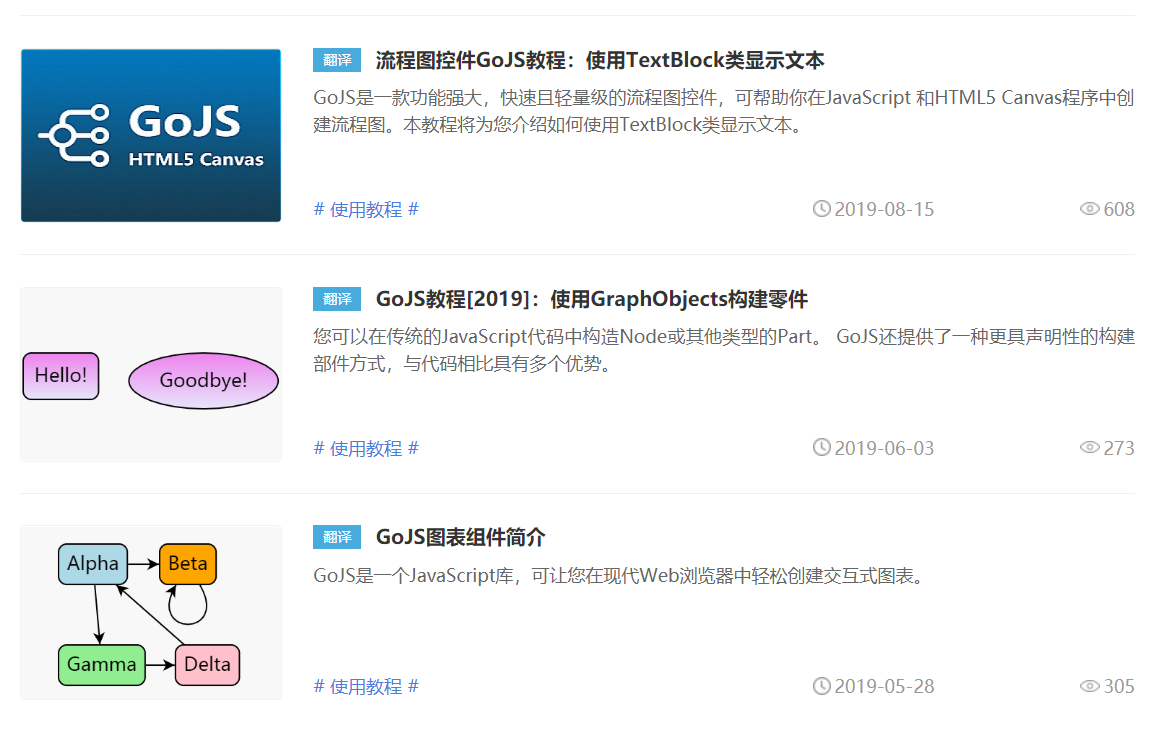 翻译 流程图控件GoJS教程：使用TextBlock类显示文本
GoJS是一款功能强大，快速且轻量级的流程图控件，可帮助你在JavaScript 和HTML5 Canvas程序中创
建流程图。本教程将为您介绍如何使用TextBlock类显示文本。
GoJS
HTML5 Canvas
# 使用教程 # 2019-08-15 608
翻译 GoJS教程[2019]：使用GraphObjects构建零件
您可以在传统的JavaScript代码中构造Node或其他类型的Part。 GoJS还提供了一种更具声明性的构建
部件方式，与代码相比具有多个优势。
Hello! Goodbye!
# 使用教程 # 2019-06-03 273
翻译 GoJS图表组件简介
GoJS是一个JavaScript库，可让您在现代Web浏览器中轻松创建交互式图表。
Alpha Beta
Gamma Delta
# 使用教程 # 2019-05-28 305